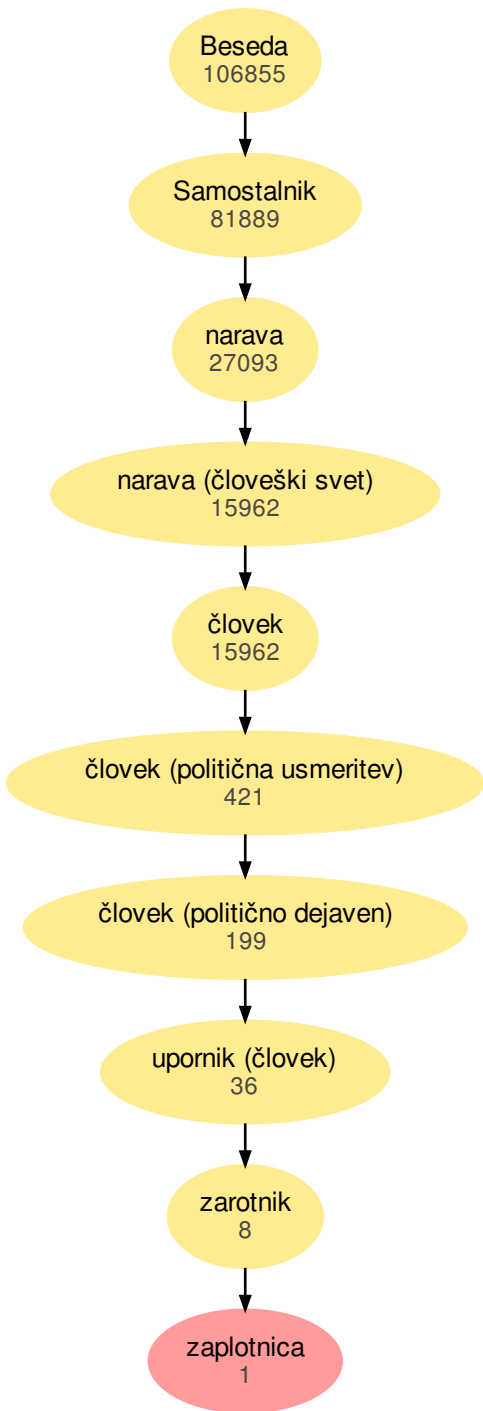 Beseda
106855
Samostalnik
81889
narava
27093
narava (človeški svet)
15962
človek
15962
človek (politična usmeritev)
421
človek (politično dejaven)
199
upornik (človek)
36
zarotnik
8
zaplotnica
1